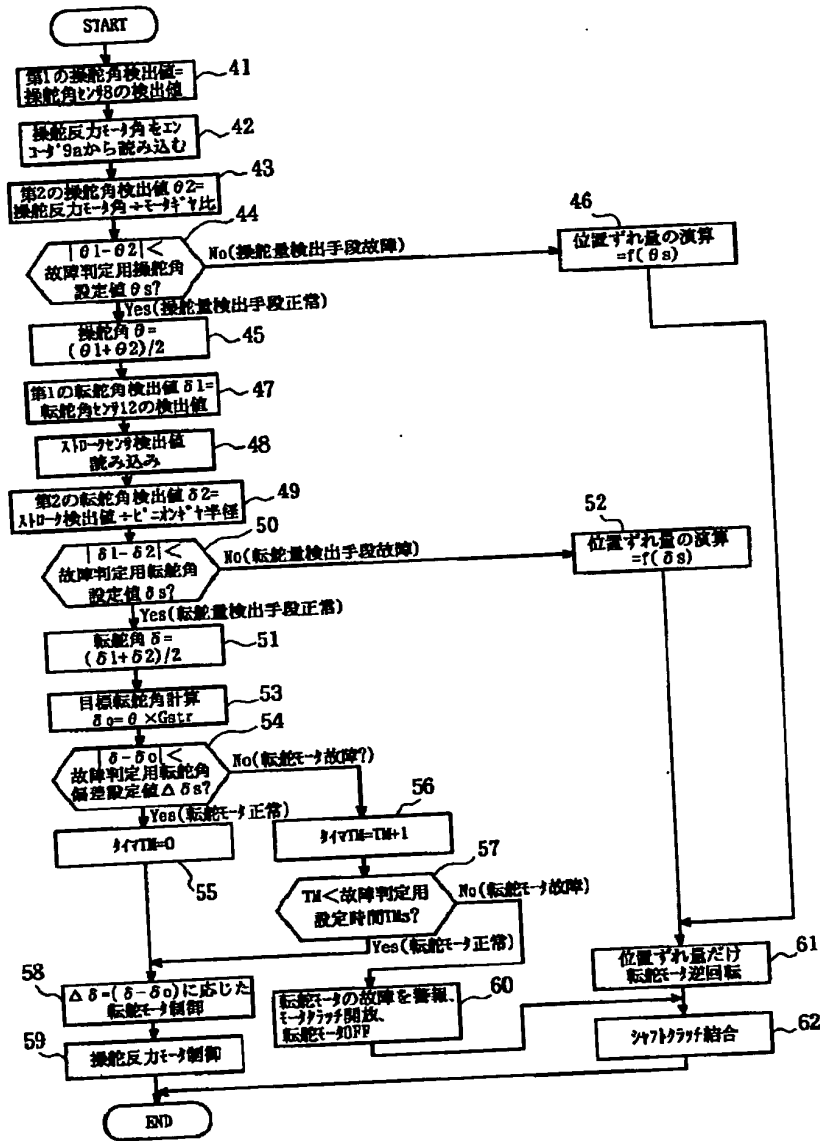 START
第1の操舵角検出値=
操舵角ｾﾝｻ8の検出値
41
操舵反力ﾓｰﾀ角をｴﾝ
ｺｰﾀﾞ9aから読み込む
42
第2の操舵角検出値θ2=
操舵反力ﾓｰﾀ角÷ﾓｰﾀｷﾞﾔ比
43
|θ1-θ2|<
故障判定用操舵角
設定値θs?
44
No(操舵量検出手段故障)
位置ずれ量の演算
=f(θs)
46
Yes(操舵量検出手段正常)
操舵角θ=
(θ1+θ2)/2
45
第1の転舵角検出値δ1=
転舵角ｾﾝｻ12の検出値
47
ｽﾄﾛｰｸｾﾝｻ検出値
読み込み
48
第2の転舵角検出値δ2=
ｽﾄﾛｰｸ検出値÷ﾋﾟﾆｵﾝｷﾞﾔ半径
49
|δ1-δ2|<
故障判定用転舵角
設定値δs?
50
No(転舵量検出手段故障)
位置ずれ量の演算
=f(δs)
52
Yes(転舵量検出手段正常)
転舵角δ=
(δ1+δ2)/2
51
目標転舵角計算
δo=θ×Gstr
53
|δ-δo|<
故障判定用転舵角
偏差設定値△δs?
54
No(転舵ﾓｰﾀ故障?)
Yes(転舵ﾓｰﾀ正常)
ﾀｲﾏTM=0
55
ﾀｲﾏTM=TM+1
56
TM<故障判定用
設定時間TMs?
57
No(転舵ﾓｰﾀ故障)
Yes(転舵ﾓｰﾀ正常)
58
△δ=(δ-δo)に応じた
転舵ﾓｰﾀ制御
転舵ﾓｰﾀの故障を警報、
ﾓｰﾀｸﾗｯﾁ開放、
転舵ﾓｰﾀOFF
60
位置ずれ量だけ
転舵ﾓｰﾀ逆回転
61
59
操舵反力ﾓｰﾀ制御
ｼｬﾌﾄｸﾗｯﾁ結合
62
END